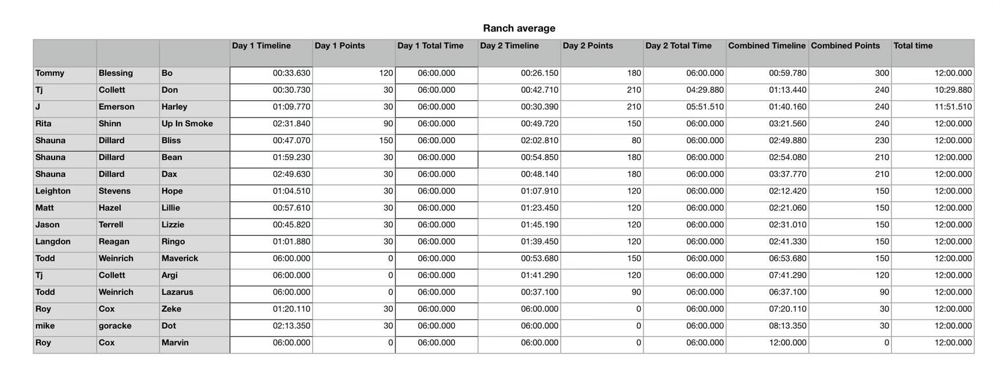 Ranch average
Day 1 Timeline Day 1 Points Day 1 Total Time Day 2 Timeline Day 2 Points Day 2 Total Time Combined Timeline Combined Points Total time
Tommy Blessing Bo 00:33.630 120 06:00.000 00:26.150 180 06:00.000 00:59.780 300 12:00.000
Tj Collett Don 00:30.730 30 06:00.000 00:42.710 210 04:29.880 01:13.440 240 10:29.880
J Emerson Harley 01:09.770 30 06:00.000 00:30.390 210 05:51.510 01:40.160 240 11:51.510
Rita Shinn Up In Smoke 02:31.840 90 06:00.000 00:49.720 150 06:00.000 03:21.560 240 12:00.000
Shauna Dillard Bliss 00:47.070 150 06:00.000 02:02.810 80 06:00.000 02:49.880 230 12:00.000
Shauna Dillard Bean 01:59.230 30 06:00.000 00:54.850 180 06:00.000 02:54.080 210 12:00.000
Shauna Dillard Dax 02:49.630 30 06:00.000 00:48.140 180 06:00.000 03:37.770 210 12:00.000
Leighton Stevens Hope 01:04.510 30 06:00.000 01:07.910 120 06:00.000 02:12.420 150 12:00.000
Matt Hazel Lillie 00:57.610 30 06:00.000 01:23.450 120 06:00.000 02:21.060 150 12:00.000
Jason Terrell Lizzie 00:45.820 30 06:00.000 01:45.190 120 06:00.000 02:31.010 150 12:00.000
Langdon Reagan Ringo 01:01.880 30 06:00.000 01:39.450 120 06:00.000 02:41.330 150 12:00.000
Todd Weinrich Maverick 06:00.000 0 06:00.000 00:53.680 150 06:00.000 06:53.680 150 12:00.000
Tj Collett Argi 06:00.000 0 06:00.000 01:41.290 120 06:00.000 07:41.290 120 12:00.000
Todd Weinrich Lazarus 06:00.000 0 06:00.000 00:37.100 90 06:00.000 06:37.100 90 12:00.000
Roy Cox Zeke 01:20.110 30 06:00.000 06:00.000 0 06:00.000 07:20.110 30 12:00.000
mike goracke Dot 02:13.350 30 06:00.000 06:00.000 0 06:00.000 08:13.350 30 12:00.000
Roy Cox Marvin 06:00.000 0 06:00.000 06:00.000 0 06:00.000 12:00.000 0 12:00.000